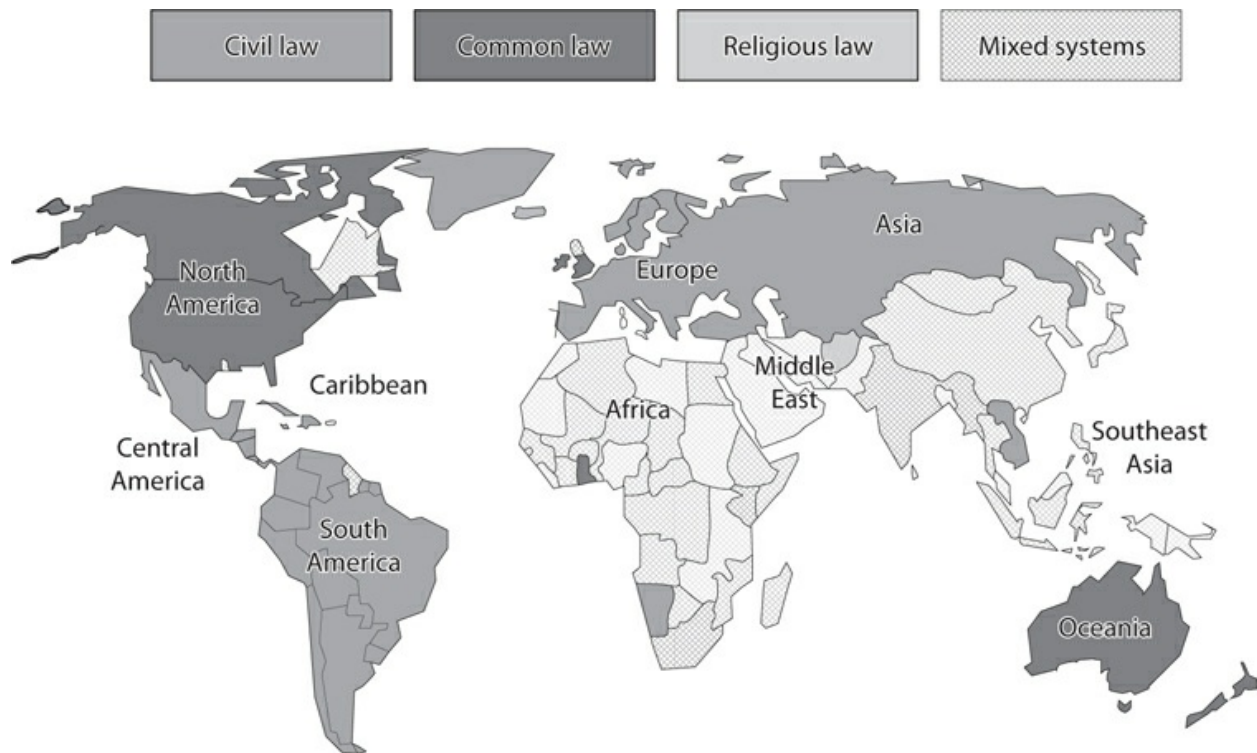 Civil law
Common law
Religious law
Mixed systems
Asia
Europe
North
America
Middle
East
Caribbean
Africa
Central
America
Southeast
Asia
South
America
Oceania